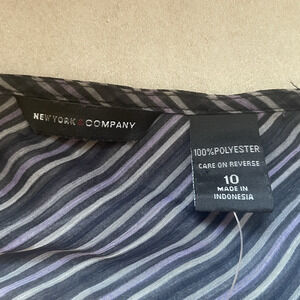 NEW YORK & COMPANY
100% POLYESTER
CARE ON REVERSE
10
MADE IN
INDONESIA